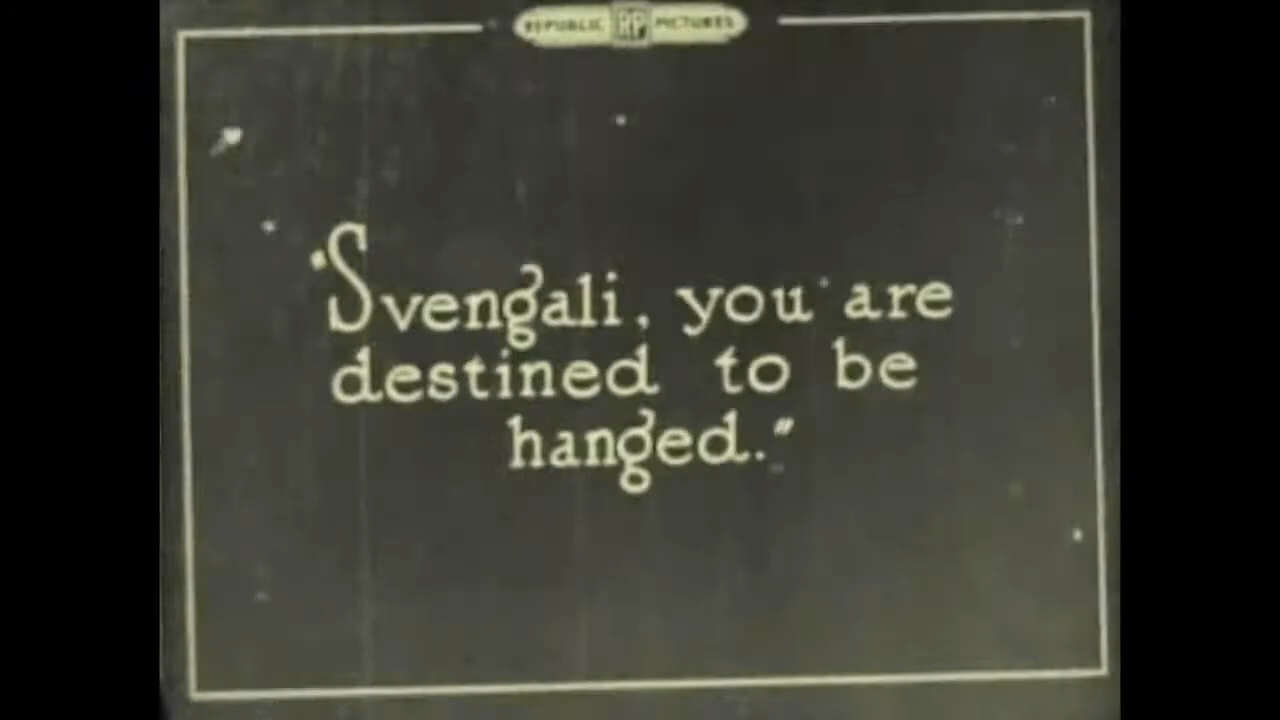 REPUBLIC RP PICTURES
"Svengali, you are
destined to be
hanged."